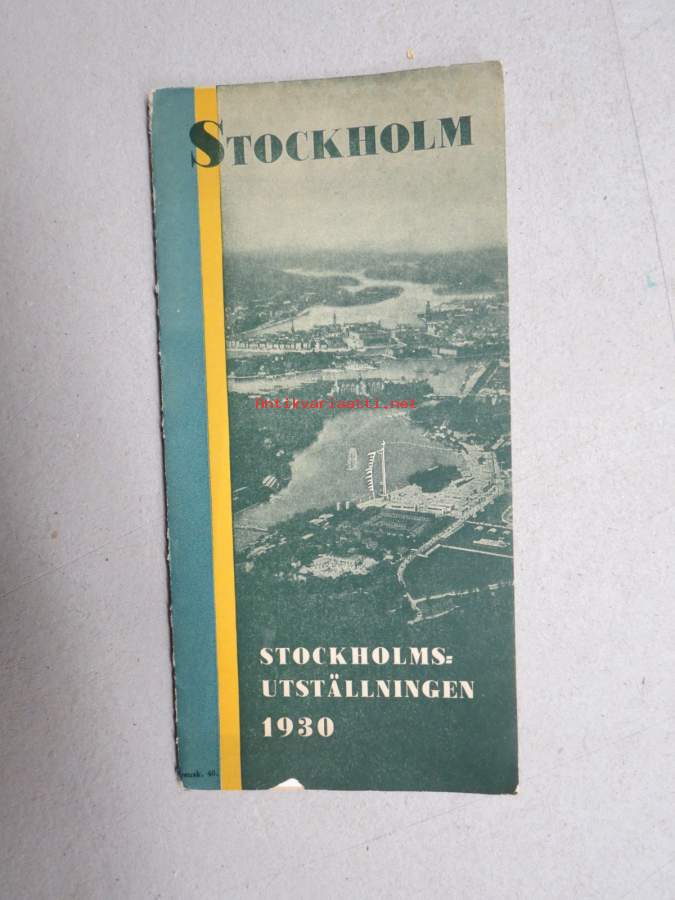 STOCKHOLM
Antikvariaatti.net
STOCKHOLMS=
UTSTÄLLNINGEN
1930